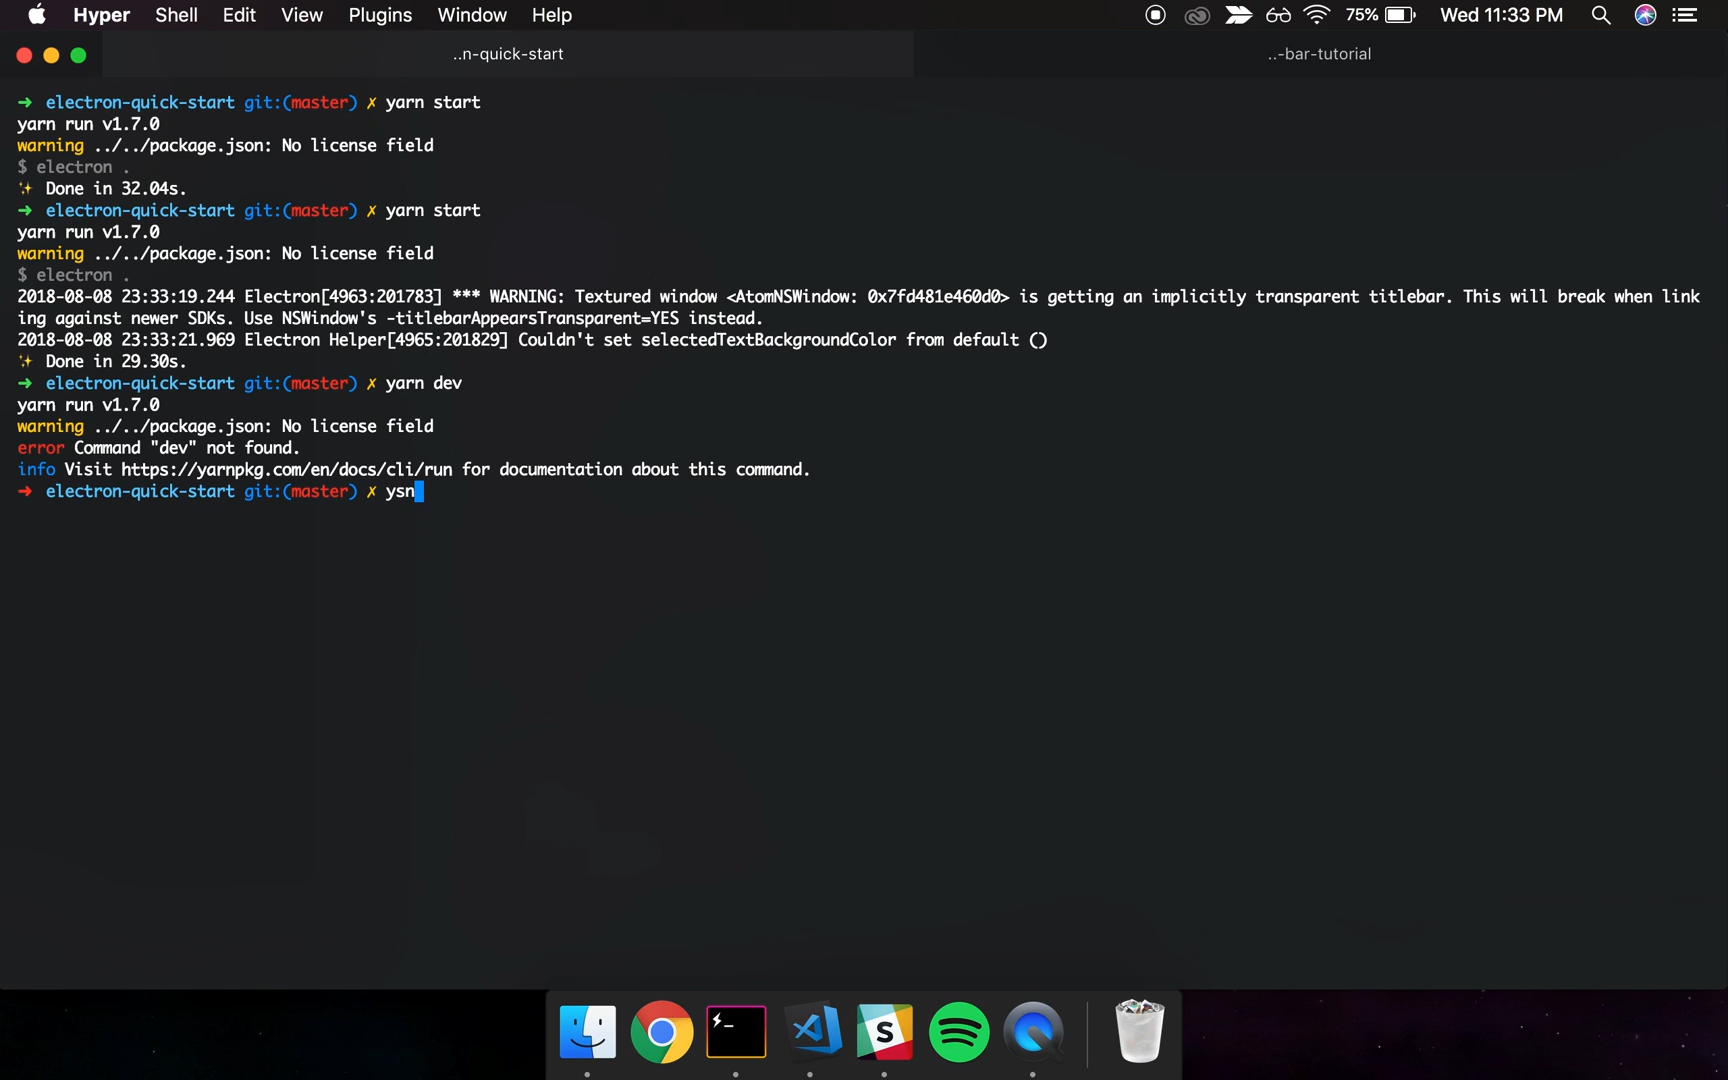 Hyper Shell Edit View Plugins Window Help 75% Wed 11:33 PM
..n-quick-start ..-bar-tutorial
➜ electron-quick-start git:(master) ✗ yarn start
yarn run v1.7.0
warning ../../package.json: No license field
$ electron .
✨ Done in 32.04s.
➜ electron-quick-start git:(master) ✗ yarn start
yarn run v1.7.0
warning ../../package.json: No license field
$ electron .
2018-08-08 23:33:19.244 Electron[4963:201783] *** WARNING: Textured window <AtomNSWindow: 0x7fd481e460d0> is getting an implicitly transparent titlebar. This will break when link
ing against newer SDKs. Use NSWindow's -titlebarAppearsTransparent=YES instead.
2018-08-08 23:33:21.969 Electron Helper[4965:201829] Couldn't set selectedTextBackgroundColor from default ()
✨ Done in 29.30s.
➜ electron-quick-start git:(master) ✗ yarn dev
yarn run v1.7.0
warning ../../package.json: No license field
error Command "dev" not found.
info Visit https://yarnpkg.com/en/docs/cli/run for documentation about this command.
➜ electron-quick-start git:(master) ✗ ysn